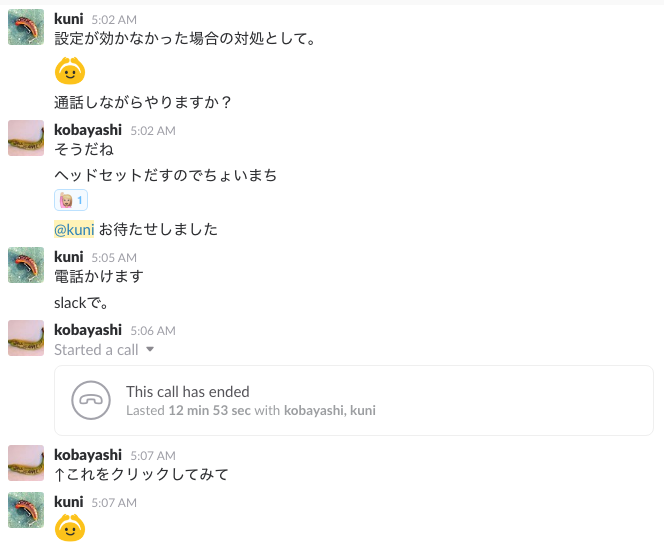 kuni 5:02 AM
設定が効かなかった場合の対処として。
通話しながらやりますか？
kobayashi 5:02 AM
そうだね
ヘッドセットだすのでちょいまち
1
@kuni お待たせしました
kuni 5:05 AM
電話かけます
slackで。
kobayashi 5:06 AM
Started a call
This call has ended
Lasted 12 min 53 sec with kobayashi, kuni
kobayashi 5:07 AM
↑これをクリックしてみて
kuni 5:07 AM